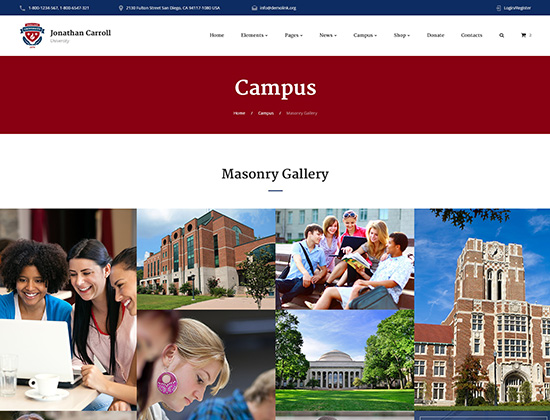 1-800-1234-567, 1-800-6547-321
2130 Fulton Street San Diego, CA 94117-1080 USA
info@demolink.org
Login/Register
Jonathan Carroll
University
Home
Elements
Pages
News
Campus
Shop
Donate
Contacts
0
Campus
Home / Campus / Masonry Gallery
Masonry Gallery